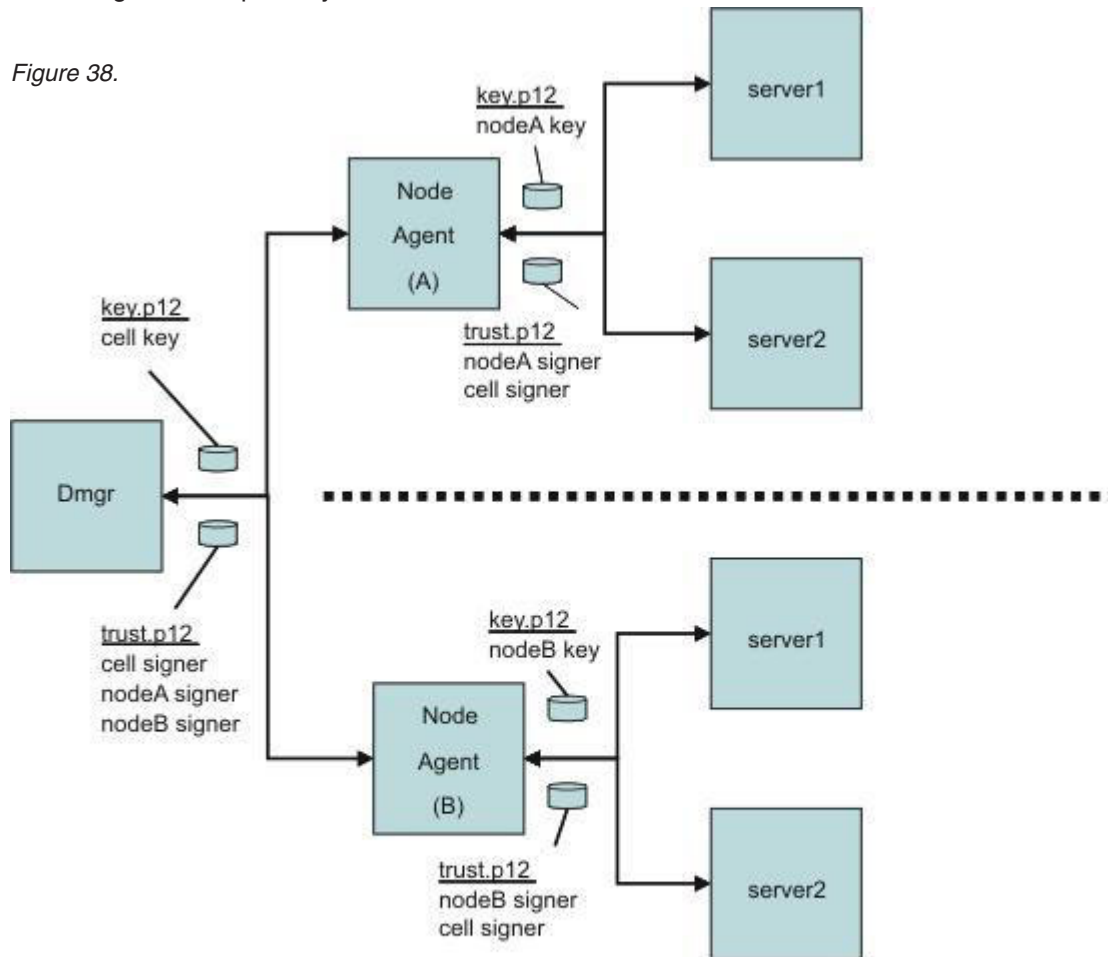 Figure 38.
key.p12
nodeA key
server1
Node
Agent
(A)
trust.p12
nodeA signer
cell signer
server2
key.p12
cell key
Dmgr
trust.p12
cell signer
nodeA signer
nodeB signer
key.p12
nodeB key
server1
Node
Agent
(B)
trust.p12
nodeB signer
cell signer
server2